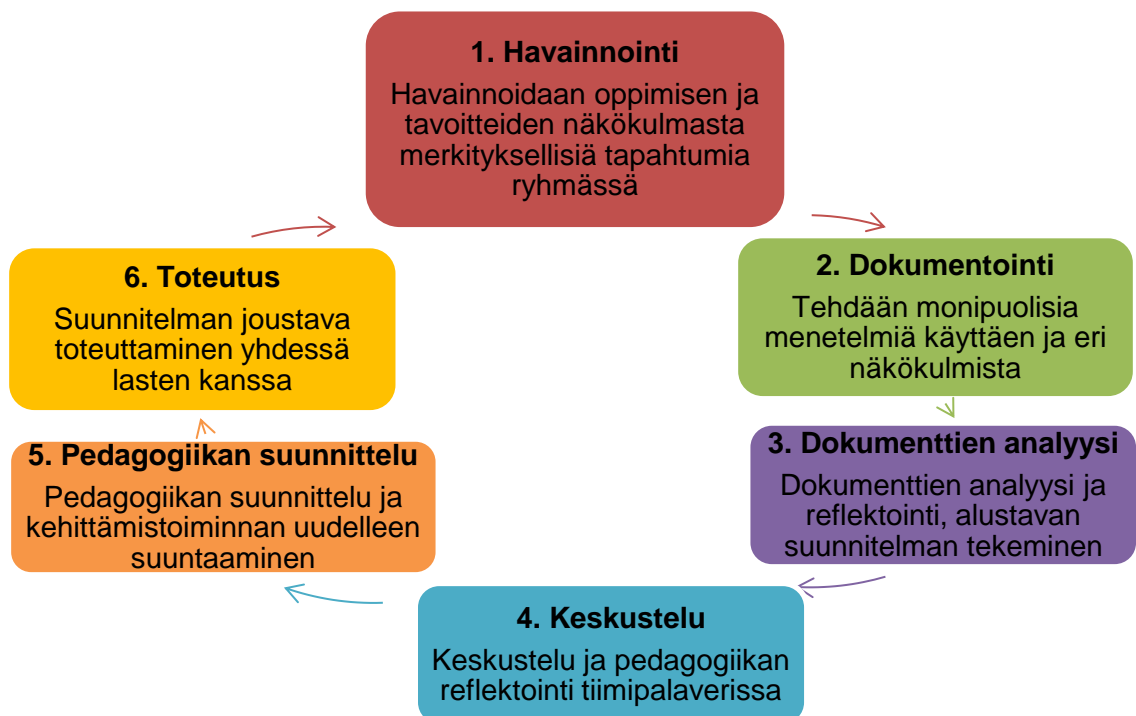 1. Havainnointi
Havainnoidaan oppimisen ja
tavoitteiden näkökulmasta
merkityksellisiä tapahtumia
ryhmässä
2. Dokumentointi
Tehdään monipuolisia
menetelmiä käyttäen ja eri
näkökulmista
3. Dokumenttien analyysi
Dokumenttien analyysi ja
reflektointi, alustavan
suunnitelman tekeminen
4. Keskustelu
Keskustelu ja pedagogiikan
reflektointi tiimipalaverissa
5. Pedagogiikan suunnittelu
Pedagogiikan suunnittelu ja
kehittämistoiminnan uudelleen
suuntaaminen
6. Toteutus
Suunnitelman joustava
toteuttaminen yhdessä
lasten kanssa